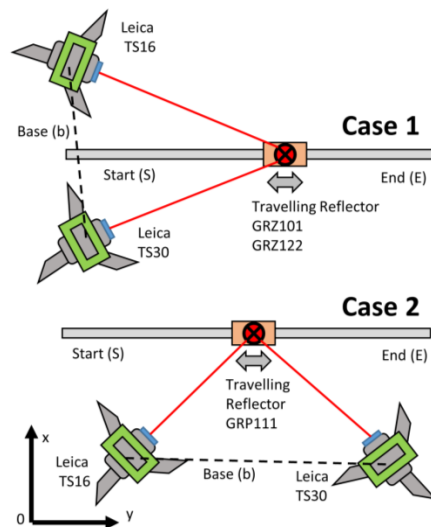 Leica
TS16
Case 1
Base (b)
Start (S)
End (E)
Travelling Reflector
GRZ101
GRZ122
Leica
TS30
Case 2
Start (S)
End (E)
Travelling
Reflector
GRP111
x
Leica
TS16
Base (b)
Leica
TS30
0
y